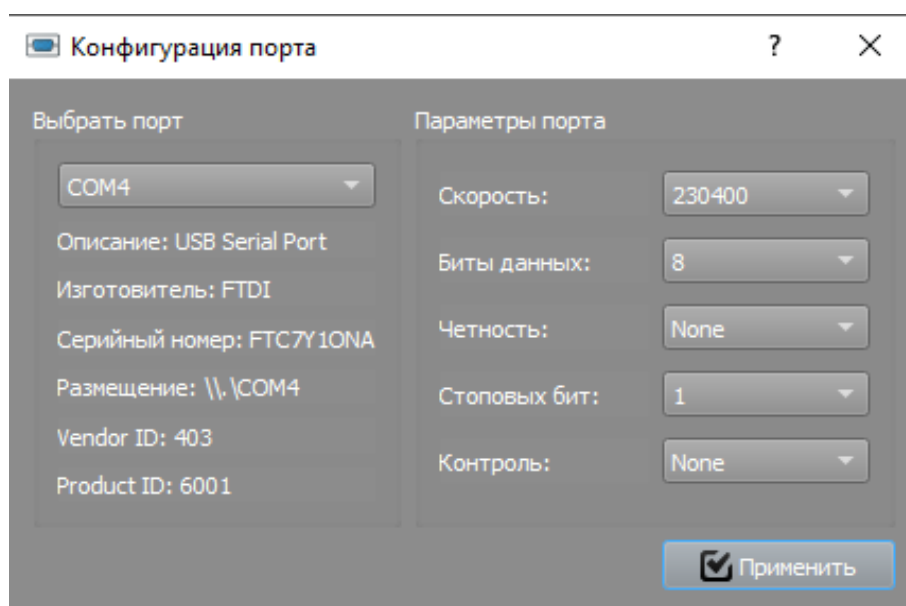 Конфигурация порта ?
Выбрать порт
COM4
Описание: USB Serial Port
Изготовитель: FTDI
Серийный номер: FTC7Y1ONA
Размещение: \\.\COM4
Vendor ID: 403
Product ID: 6001
Параметры порта
Скорость: 230400
Биты данных: 8
Четность: None
Стоповых бит: 1
Контроль: None
Применить